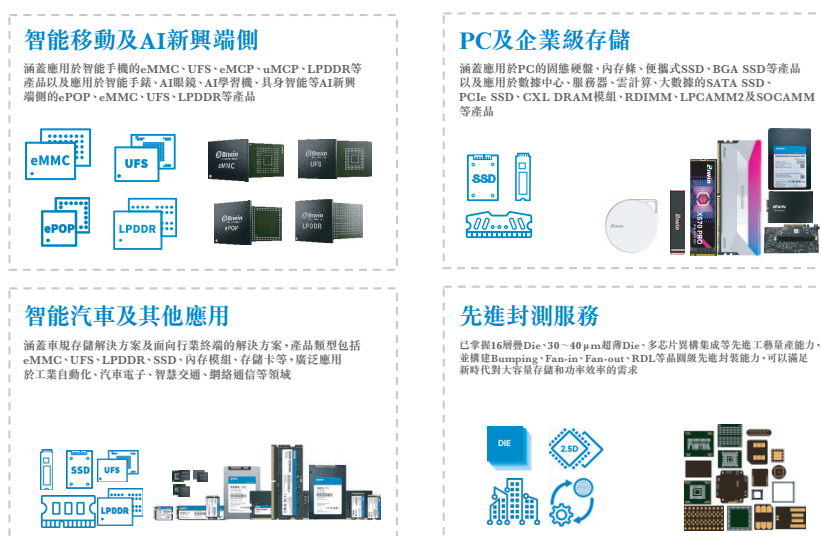 智能移動及AI新興端側
涵蓋應用於智能手機的eMMC、UFS、eMCP、uMCP、LPDDR等
產品以及應用於智能手錶、AI眼鏡、AI學習機、具身智能等AI新興
端側的ePOP、eMMC、UFS、LPDDR等產品
eMMC
UFS
Biwin
eMMC
Biwin
UFS
ePOP
LPDDR
Biwin
ePOP
Biwin
LPDDR
PC及企業級存儲
涵蓋應用於PC的固態硬盤、內存條、便攜式SSD、BGA SSD等產品
以及應用於數據中心、服務器、雲計算、大數據的SATA SSD、
PCIe SSD、CXL DRAM模組、RDIMM、LPCAMM2及SOCAMM
等產品
SSD
Biwin
Biwin
Biwin
X570 PRO
智能汽車及其他應用
涵蓋車規存儲解決方案及面向行業終端的解決方案，產品類型包括
eMMC、UFS、LPDDR、SSD、內存模組、存儲卡等，廣泛應用
於工業自動化、汽車電子、智慧交通、網絡通信等領域
SSD
UFS
LPDDR
先進封測服務
已掌握16層疊Die、30～40μm超薄Die、多芯片異構集成等先進工藝量產能力，
並構建Bumping、Fan-in、Fan-out、RDL等晶圓級先進封裝能力，可以滿足
新時代對大容量存儲和功率效率的需求
DIE
2.5D